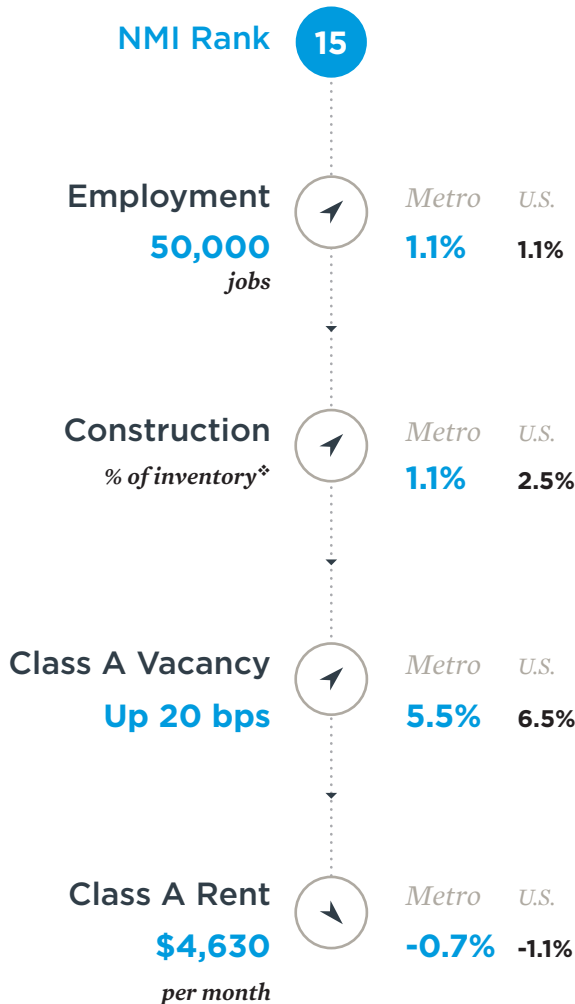 NMI Rank 15
Employment Metro U.S.
50,000 1.1% 1.1%
jobs
Construction Metro U.S.
% of inventory❖ 1.1% 2.5%
Class A Vacancy Metro U.S.
Up 20 bps 5.5% 6.5%
Class A Rent Metro U.S.
$4,630 -0.7% -1.1%
per month